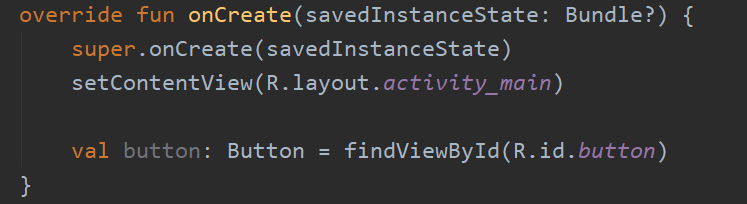 override fun onCreate(savedInstanceState: Bundle?) {
super.onCreate(savedInstanceState)
setContentView(R.layout.activity_main)
val button: Button = findViewById(R.id.button)
}